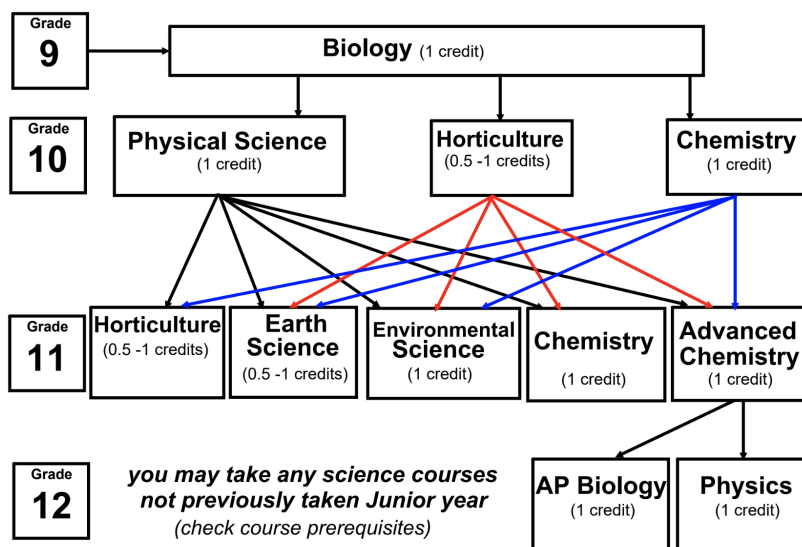 Grade
9
Biology (1 credit)
Grade
10
Physical Science
(1 credit)
Horticulture
(0.5 -1 credits)
Chemistry
(1 credit)
Grade
11
Horticulture
(0.5 -1 credits)
Earth
Science
(0.5 -1 credits)
Environmental
Science
(1 credit)
Chemistry
(1 credit)
Advanced
Chemistry
(1 credit)
Grade
12
you may take any science courses
not previously taken Junior year
(check course prerequisites)
AP Biology
(1 credit)
Physics
(1 credit)